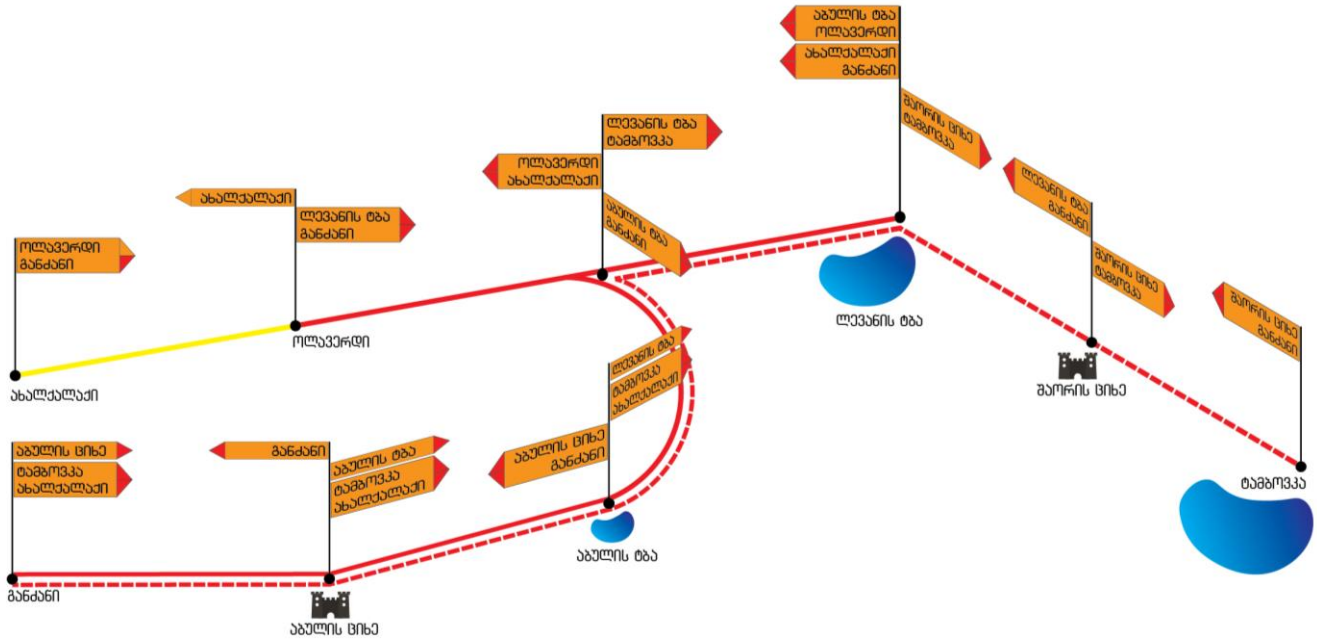 აბულის ტბა
ოლავერდი
ახალქალაქი
განძანი
შაორის ციხე
ტამბოვკა
ლევანის ტბა
ტამბოვკა
ოლავერდი
ახალქალაქი
აბულის ტბა
განძანი
ლევანის ტბა
განძანი
შაორის ციხე
ტამბოვკა
შაორის ციხე
განძანი
ახალქალაქი
ლევანის ტბა
განძანი
ოლავერდი
განძანი
ლევანის ტბა
ოლავერდი
ახალქალაქი
ლევანის ტბა
ტამბოვკა
ახალქალაქი
აბულის ციხე
განძანი
შაორის ციხე
ტამბოვკა
აბულის ციხე
ტამბოვკა
ახალქალაქი
განძანი
აბულის ტბა
ტამბოვკა
ახალქალაქი
აბულის ტბა
განძანი
აბულის ციხე